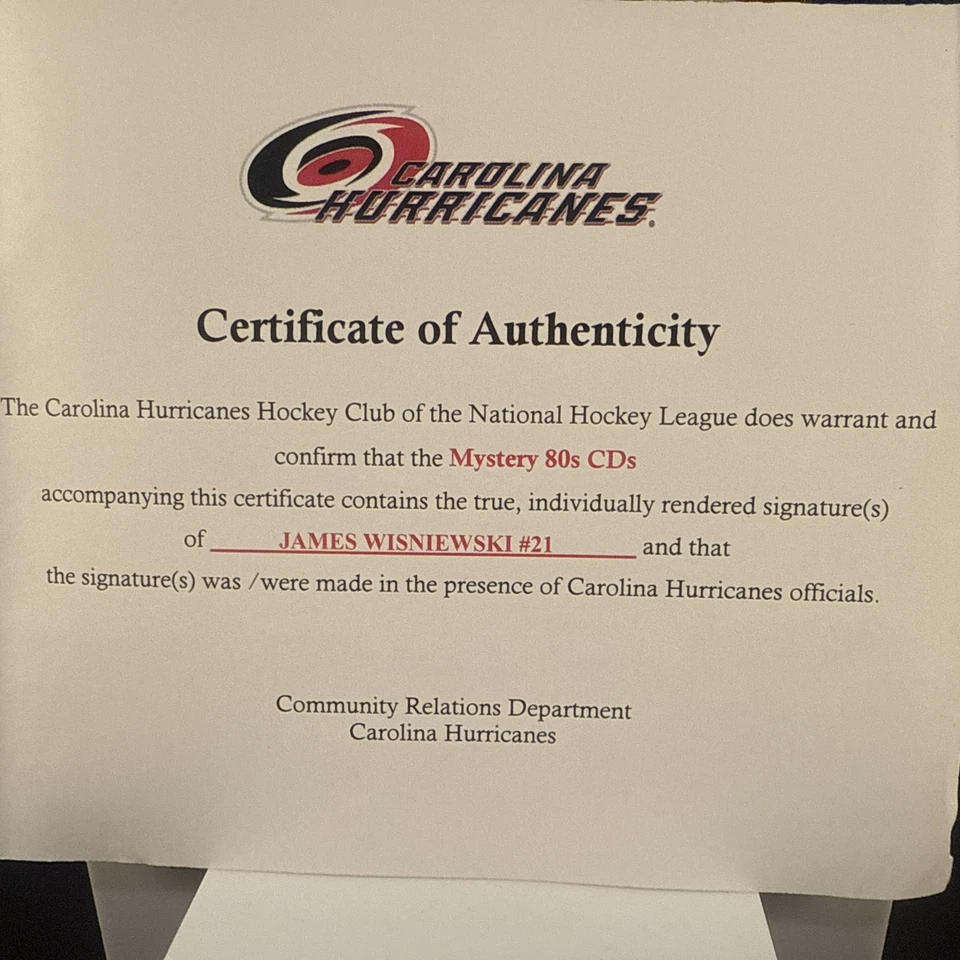 CAROLINA
HURRICANES
Certificate of Authenticity
The Carolina Hurricanes Hockey Club of the National Hockey League does warrant and
confirm that the Mystery 80s CDs
accompanying this certificate contains the true, individually rendered signature(s)
of JAMES WISNIEWSKI #21 and that
the signature(s) was /were made in the presence of Carolina Hurricanes officials.
Community Relations Department
Carolina Hurricanes